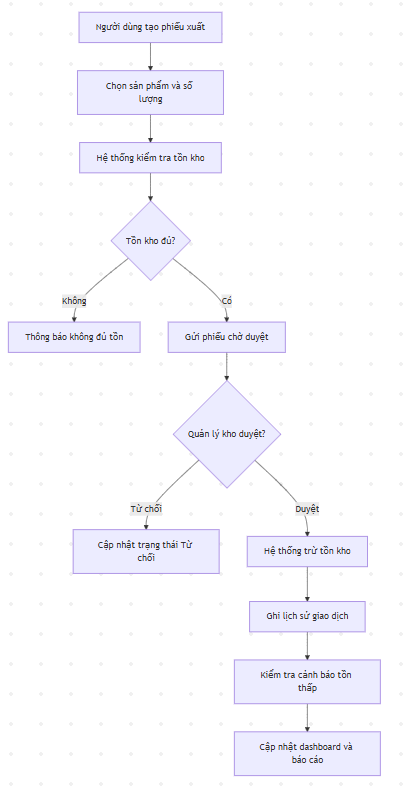 Người dùng tạo phiếu xuất
Chọn sản phẩm và số
lượng
Hệ thống kiểm tra tồn kho
Tồn kho đủ?
Không
Có
Thông báo không đủ tồn
Gửi phiếu chờ duyệt
Quản lý kho duyệt?
Từ chối
Duyệt
Cập nhật trạng thái Từ
chối
Hệ thống trừ tồn kho
Ghi lịch sử giao dịch
Kiểm tra cảnh báo tồn
thấp
Cập nhật dashboard và
báo cáo